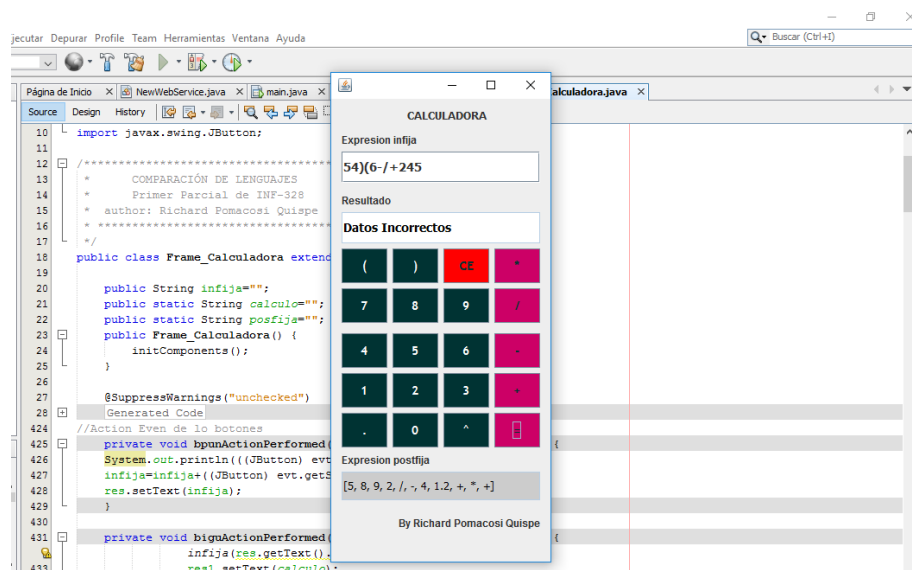 jecutar Depurar Profile Team Herramientas Ventana Ayuda
Buscar (Ctrl+I)
Página de Inicio NewWebService.java main.java alculadora.java
Source Design History
10 import javax.swing.JButton;
11
12 /***********************************
13 * COMPARACIÓN DE LENGUAJES
14 * Primer Parcial de INF-328
15 * author: Richard Pomacosi Quispe
16 * *********************************
17 */
18 public class Frame_Calculadora extend
19
20 public String infija="";
21 public static String calculo="";
22 public static String posfija="";
23 public Frame_Calculadora() {
24 initComponents();
25 }
26
27 @SuppressWarnings("unchecked")
28 Generated Code
424 //Action Even de lo botones
425 private void bpunActionPerformed( {
426 System.out.println(((JButton) evt
427 infija=infija+((JButton) evt.getS
428 res.setText(infija);
429 }
430
431 private void biguActionPerformed( {
infija(res.getText().
433 res1.setText(calculo);
CALCULADORA
Expresion infija
54)(6-/+245
Resultado
Datos Incorrectos
( ) CE *
7 8 9 /
4 5 6 -
1 2 3 +
. 0 ^ =
Expresion postfija
[5, 8, 9, 2, /, -, 4, 1.2, +, *, +]
By Richard Pomacosi Quispe